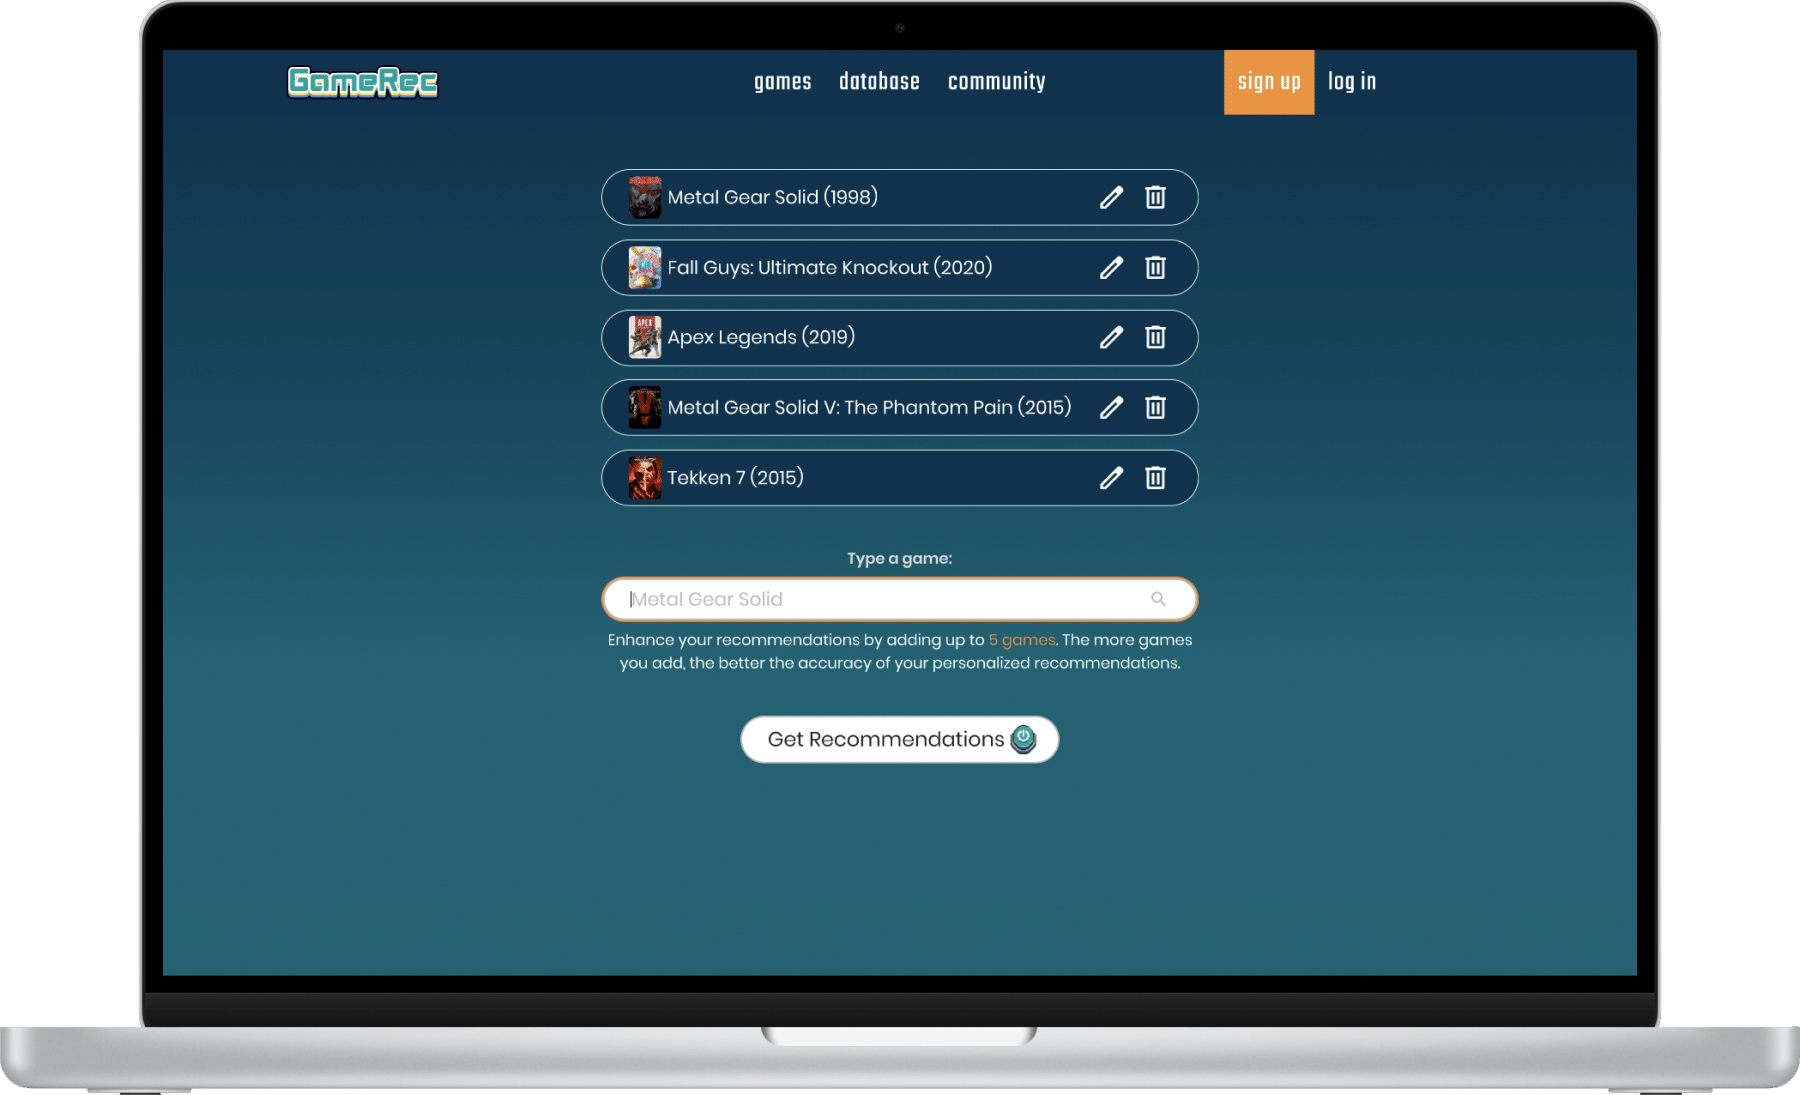 GameRec
games database community
sign up log in
Metal Gear Solid (1998)
Fall Guys: Ultimate Knockout (2020)
APEX
Apex Legends (2019)
Metal Gear Solid V: The Phantom Pain (2015)
Tekken 7 (2015)
Type a game:
Metal Gear Solid
Enhance your recommendations by adding up to 5 games. The more games
you add, the better the accuracy of your personalized recommendations.
Get Recommendations